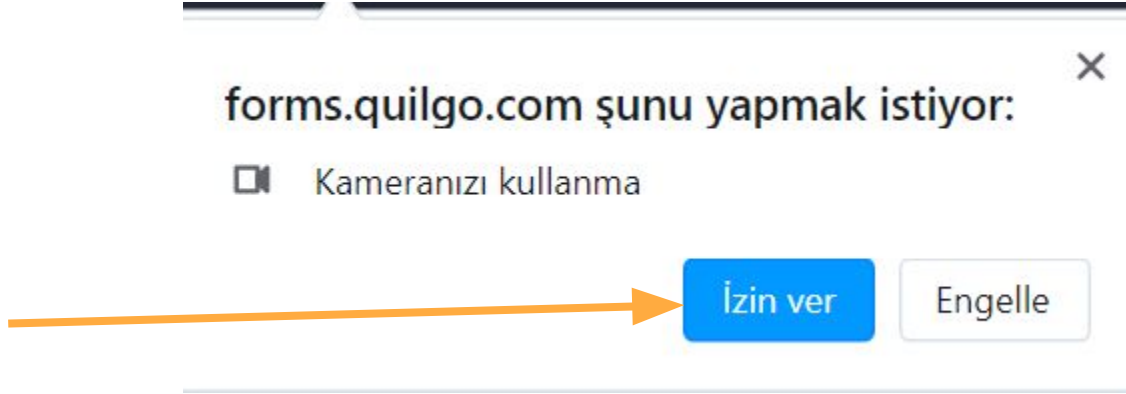 forms.quilgo.com şunu yapmak istiyor:
Kameranızı kullanma
İzin ver
Engelle